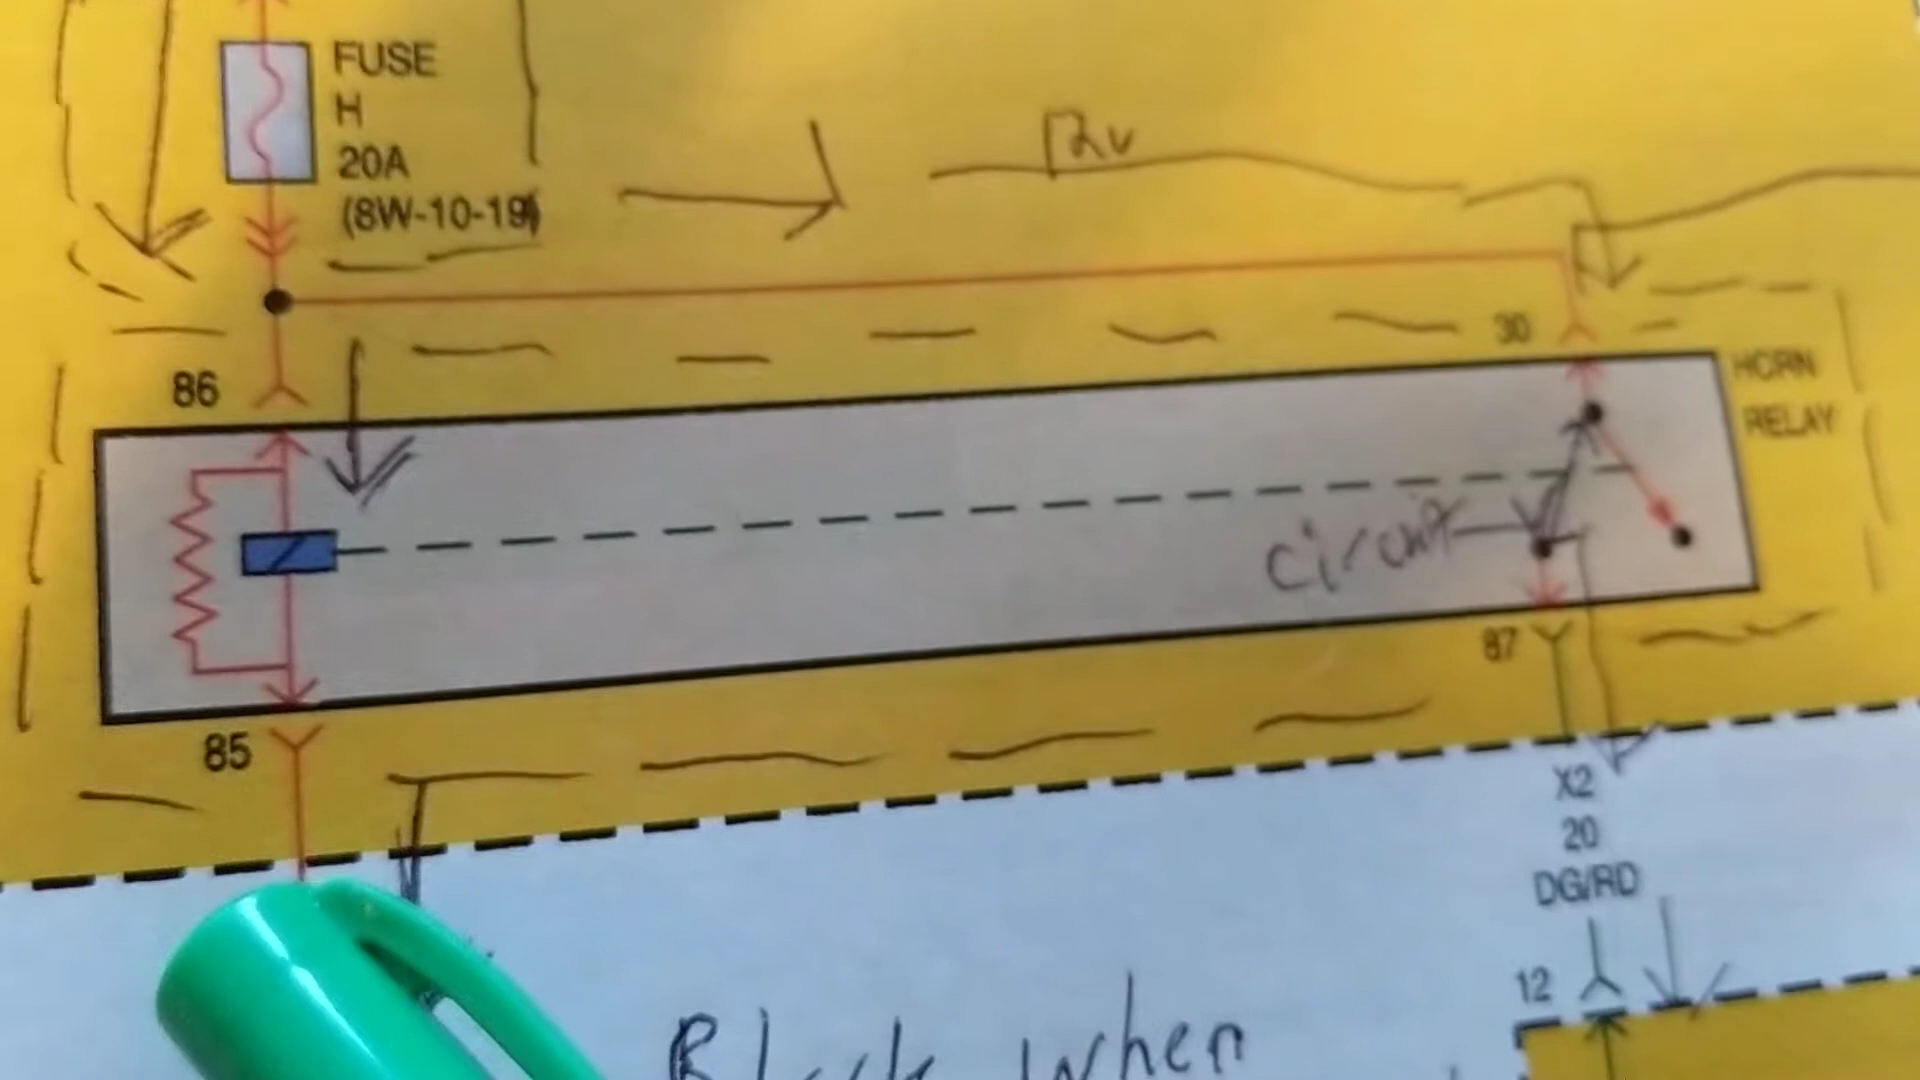 FUSE
H
20A
(8W-10-19)
12v
86
30
HORN
RELAY
circuit
87
85
X2
20
DG/RD
12
Black when